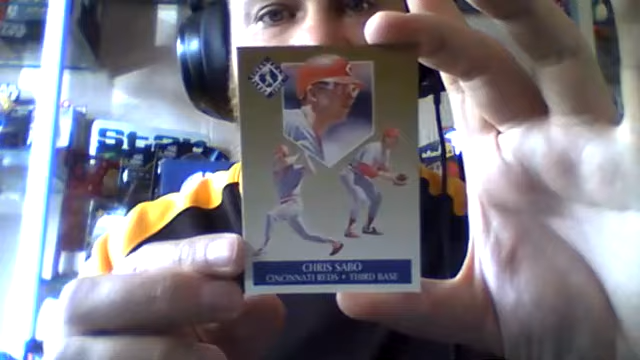 CHRIS SABO
CINCINNATI REDS • THIRD BASE